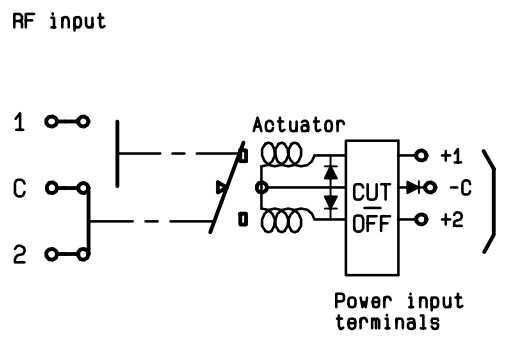 RF input
Actuator
1
+1
C
CUT
-C
OFF
+2
2
Power input
terminals